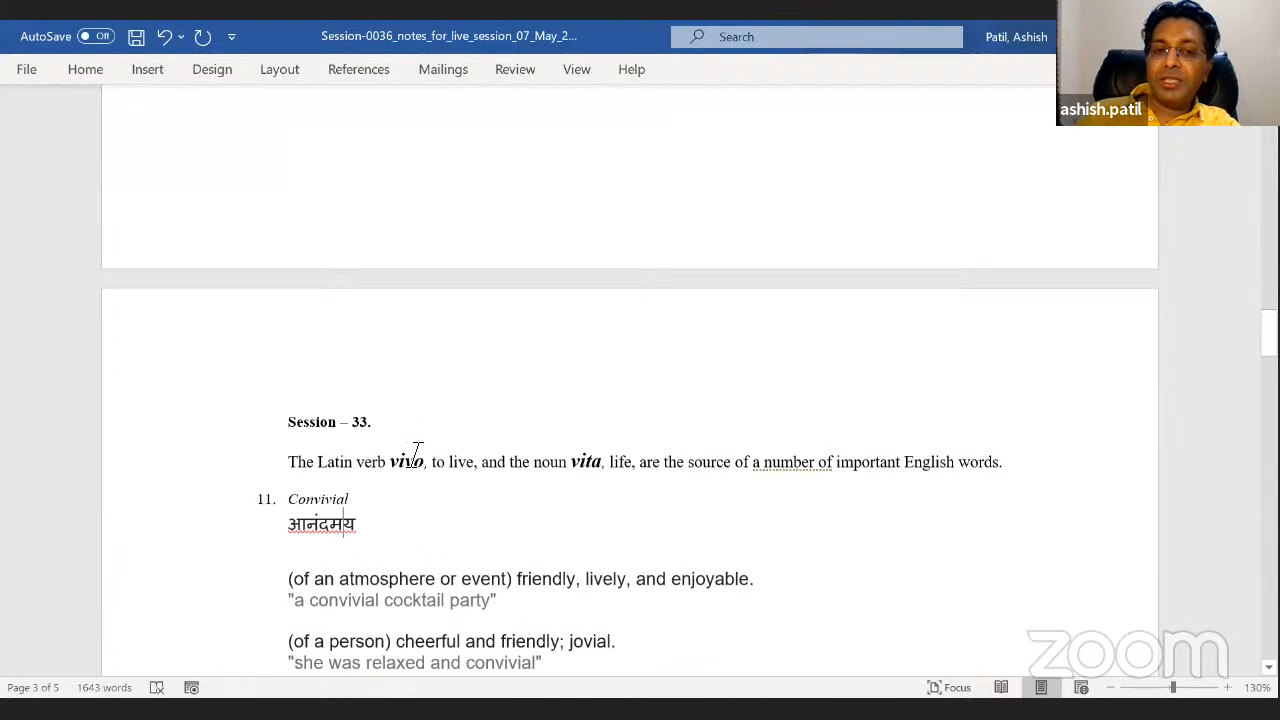 AutoSave Off Session-0036_notes_for_live_session_07_May_2... Search Patil, Ashish
File Home Insert Design Layout References Mailings Review View Help
ashish.patil
Session – 33.
The Latin verb vivo, to live, and the noun vita, life, are the source of a number of important English words.
11. Convivial
आनंदमय
(of an atmosphere or event) friendly, lively, and enjoyable.
"a convivial cocktail party"
(of a person) cheerful and friendly; jovial.
"she was relaxed and convivial"
zoom
Page 3 of 5 1643 words Focus 130%